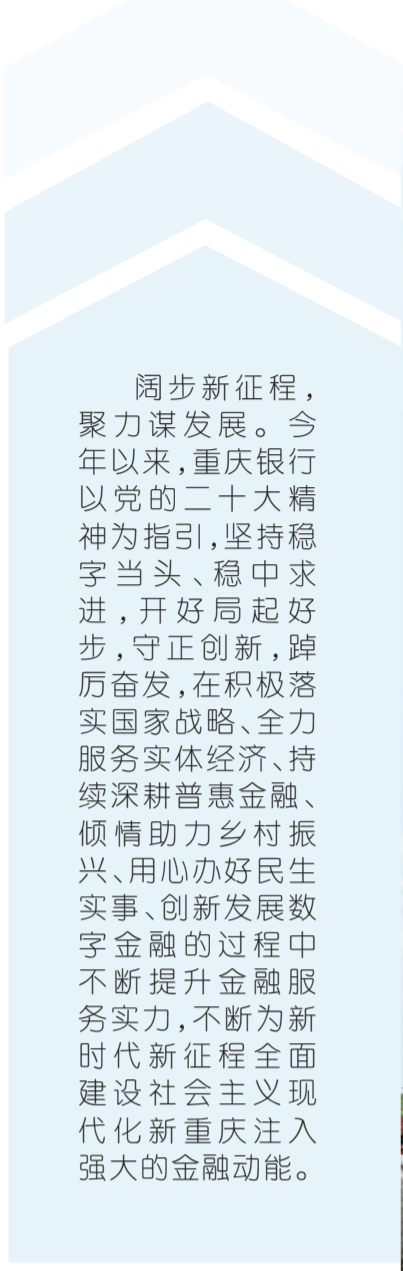 阔步新征程，
聚力谋发展。今
年以来，重庆银行
以党的二十大精
神为指引，坚持稳
字当头、稳中求
进，开好局起好
步，守正创新，踔
厉奋发，在积极落
实国家战略、全力
服务实体经济、持
续深耕普惠金融、
倾情助力乡村振
兴、用心办好民生
实事、创新发展数
字金融的过程中
不断提升金融服
务实力，不断为新
时代新征程全面
建设社会主义现
代化新重庆注入
强大的金融动能。